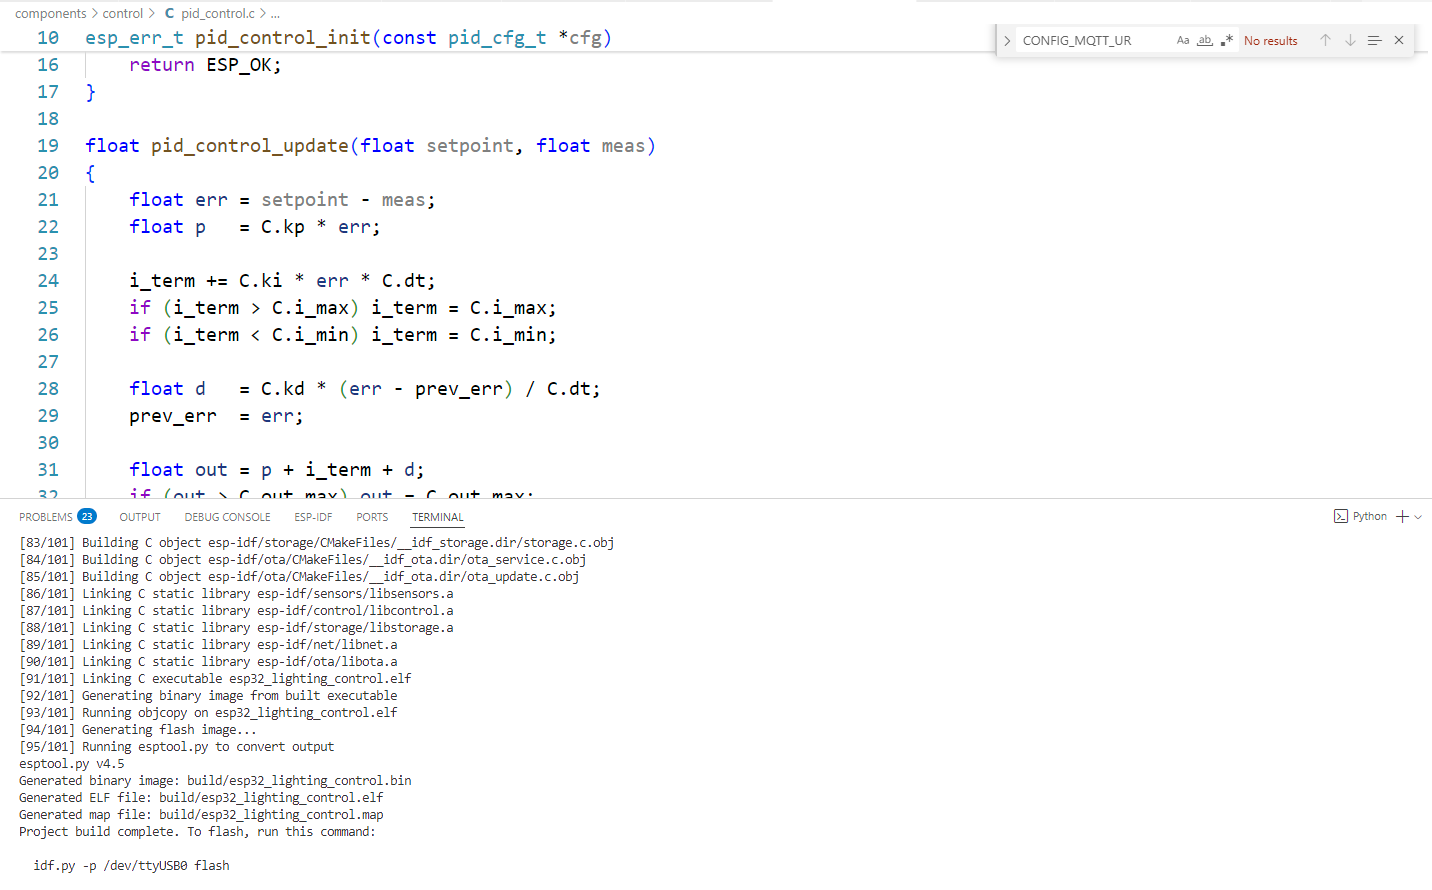 components > control > C pid_control.c > ...
10 esp_err_t pid_control_init(const pid_cfg_t *cfg)
CONFIG_MQTT_UR Aa ab .* No results
16     return ESP_OK;
17 }
18
19 float pid_control_update(float setpoint, float meas)
20 {
21     float err = setpoint - meas;
22     float p   = C.kp * err;
23
24     i_term += C.ki * err * C.dt;
25     if (i_term > C.i_max) i_term = C.i_max;
26     if (i_term < C.i_min) i_term = C.i_min;
27
28     float d   = C.kd * (err - prev_err) / C.dt;
29     prev_err  = err;
30
31     float out = p + i_term + d;
32     if (out > C.out_max) out = C.out_max;
PROBLEMS 23 OUTPUT DEBUG CONSOLE ESP-IDF PORTS TERMINAL Python
[83/101] Building C object esp-idf/storage/CMakeFiles/__idf_storage.dir/storage.c.obj
[84/101] Building C object esp-idf/ota/CMakeFiles/__idf_ota.dir/ota_service.c.obj
[85/101] Building C object esp-idf/ota/CMakeFiles/__idf_ota.dir/ota_update.c.obj
[86/101] Linking C static library esp-idf/sensors/libsensors.a
[87/101] Linking C static library esp-idf/control/libcontrol.a
[88/101] Linking C static library esp-idf/storage/libstorage.a
[89/101] Linking C static library esp-idf/net/libnet.a
[90/101] Linking C static library esp-idf/ota/libota.a
[91/101] Linking C executable esp32_lighting_control.elf
[92/101] Generating binary image from built executable
[93/101] Running objcopy on esp32_lighting_control.elf
[94/101] Generating flash image...
[95/101] Running esptool.py to convert output
esptool.py v4.5
Generated binary image: build/esp32_lighting_control.bin
Generated ELF file: build/esp32_lighting_control.elf
Generated map file: build/esp32_lighting_control.map
Project build complete. To flash, run this command:
idf.py -p /dev/ttyUSB0 flash